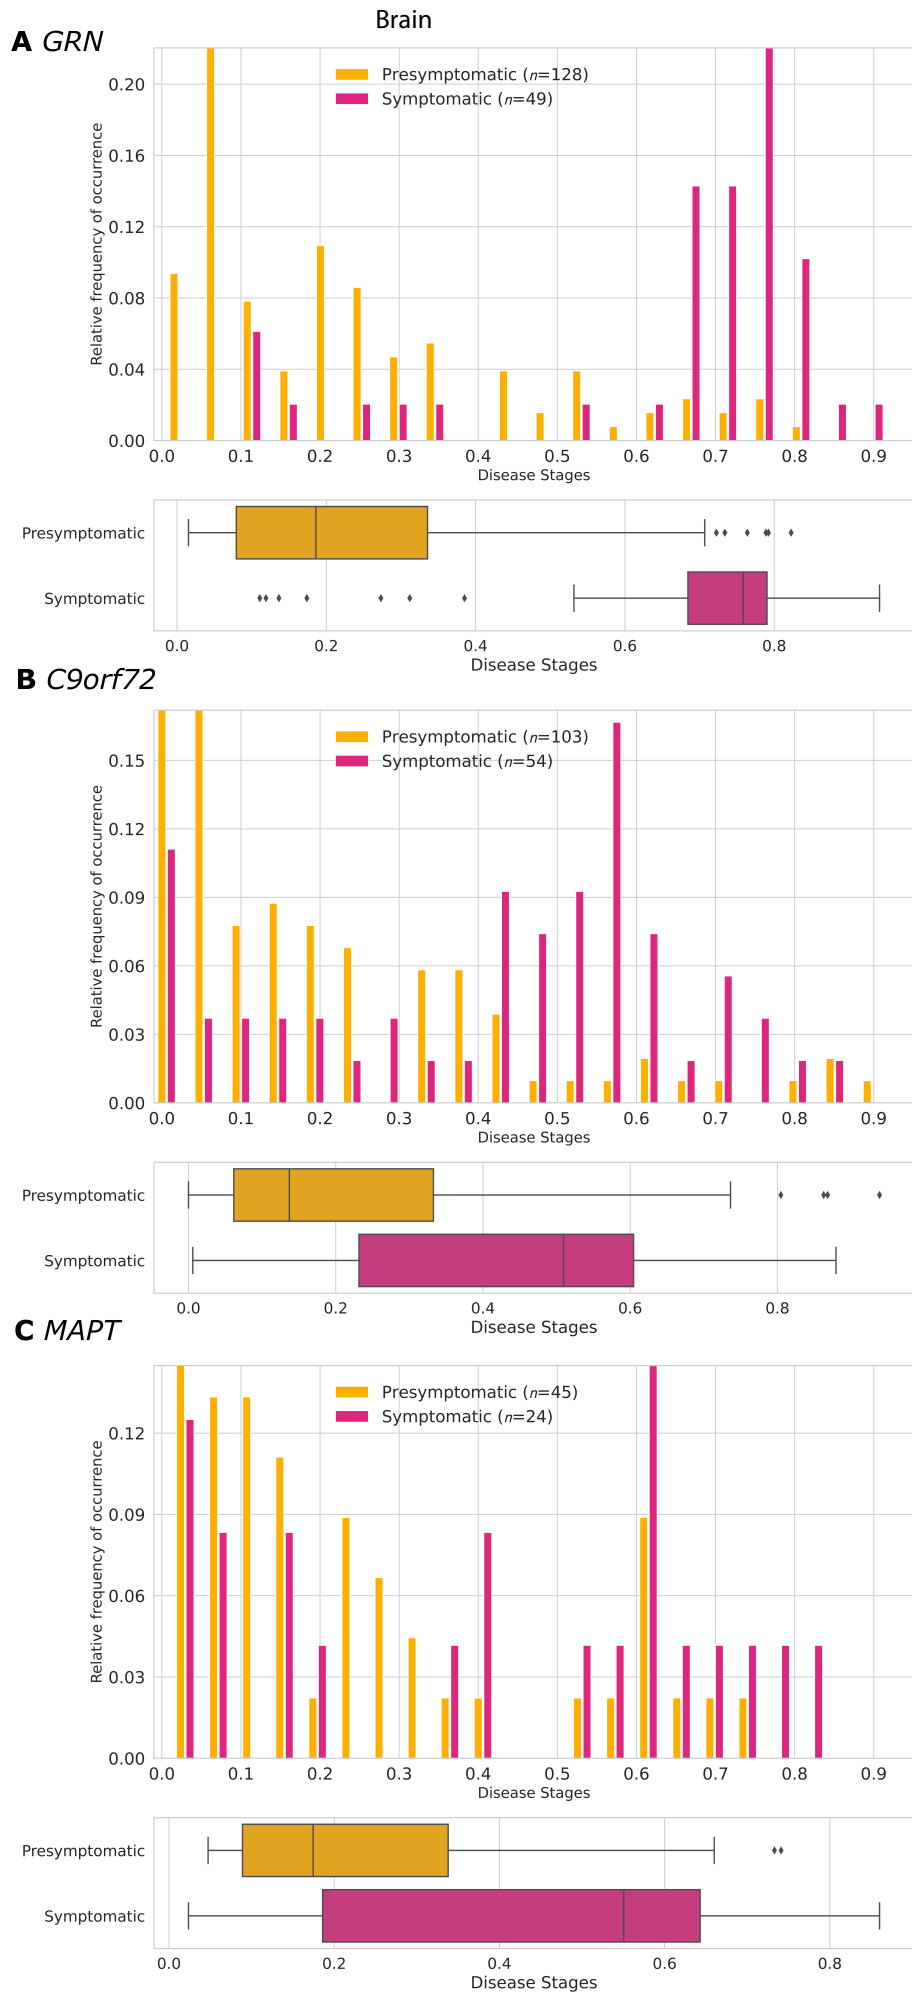 Brain
A GRN
Presymptomatic (n=128)
Symptomatic (n=49)
Relative frequency of occurrence
0.20
0.16
0.12
0.08
0.04
0.00
0.0 0.1 0.2 0.3 0.4 0.5 0.6 0.7 0.8 0.9
Disease Stages
Presymptomatic
Symptomatic
0.0 0.2 0.4 0.6 0.8
Disease Stages
B C9orf72
Presymptomatic (n=103)
Symptomatic (n=54)
Relative frequency of occurrence
0.15
0.12
0.09
0.06
0.03
0.00
0.0 0.1 0.2 0.3 0.4 0.5 0.6 0.7 0.8 0.9
Disease Stages
Presymptomatic
Symptomatic
0.0 0.2 0.4 0.6 0.8
Disease Stages
C MAPT
Presymptomatic (n=45)
Symptomatic (n=24)
Relative frequency of occurrence
0.12
0.09
0.06
0.03
0.00
0.0 0.1 0.2 0.3 0.4 0.5 0.6 0.7 0.8 0.9
Disease Stages
Presymptomatic
Symptomatic
0.0 0.2 0.4 0.6 0.8
Disease Stages